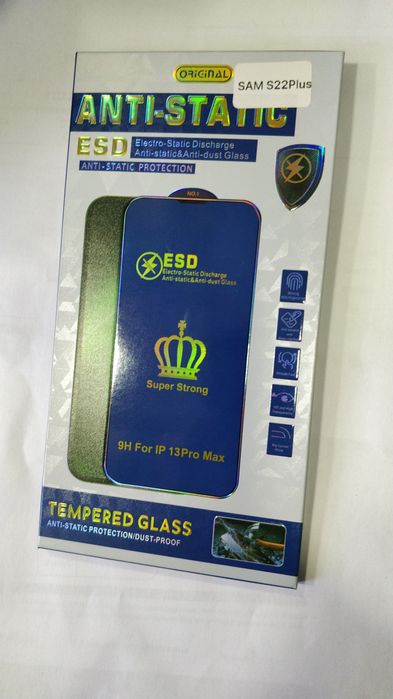 ORIGINAL
SAM S22Plus
ANTI-STATIC
ESD
Electro-Static Discharge
Anti-static&Anti-dust Glass
ANTI-STATIC PROTECTION
NO.1
ESD
Electro-Static Discharge
Anti-static&Anti-dust Glass
Super Strong
9H For IP 13Pro Max
TEMPERED GLASS
ANTI-STATIC PROTECTION/DUST-PROOF